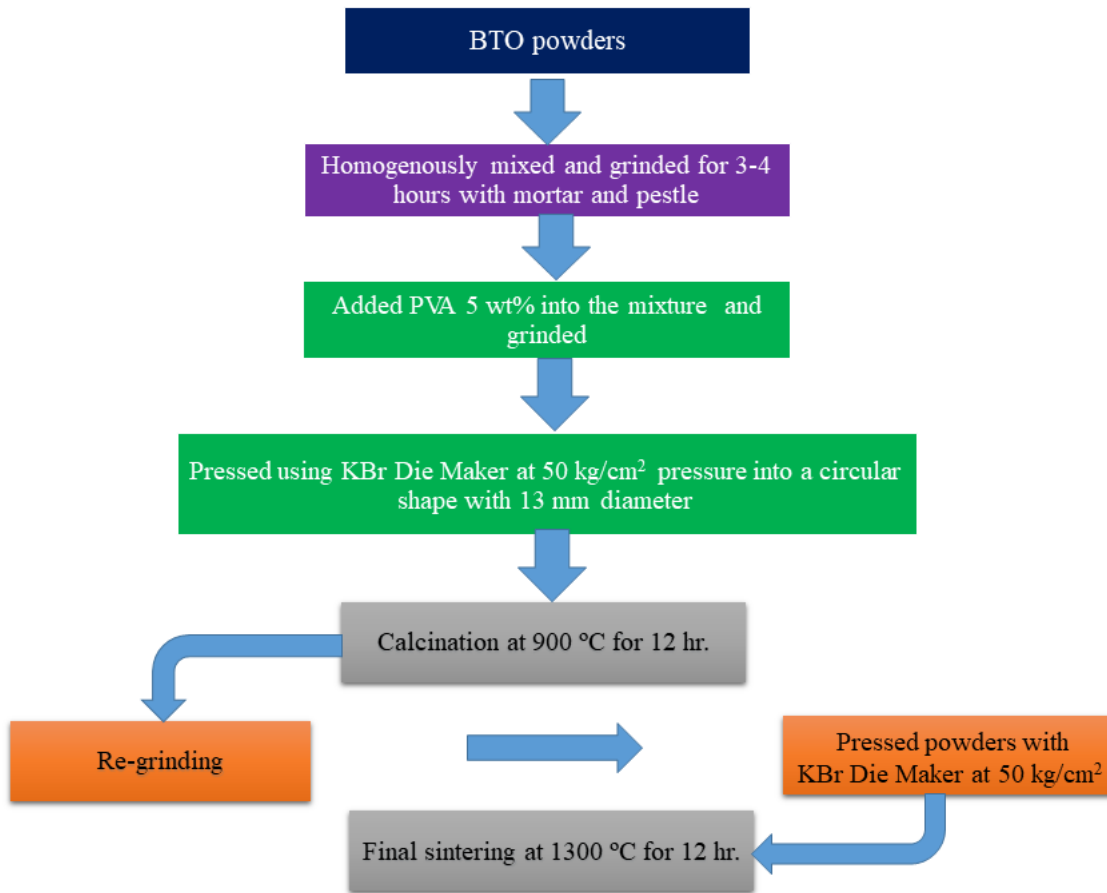 BTO powders
Homogenously mixed and grinded for 3-4
hours with mortar and pestle
Added PVA 5 wt% into the mixture and
grinded
Pressed using KBr Die Maker at 50 kg/cm² pressure into a circular
shape with 13 mm diameter
Calcination at 900 °C for 12 hr.
Re-grinding
Pressed powders with
KBr Die Maker at 50 kg/cm²
Final sintering at 1300 °C for 12 hr.